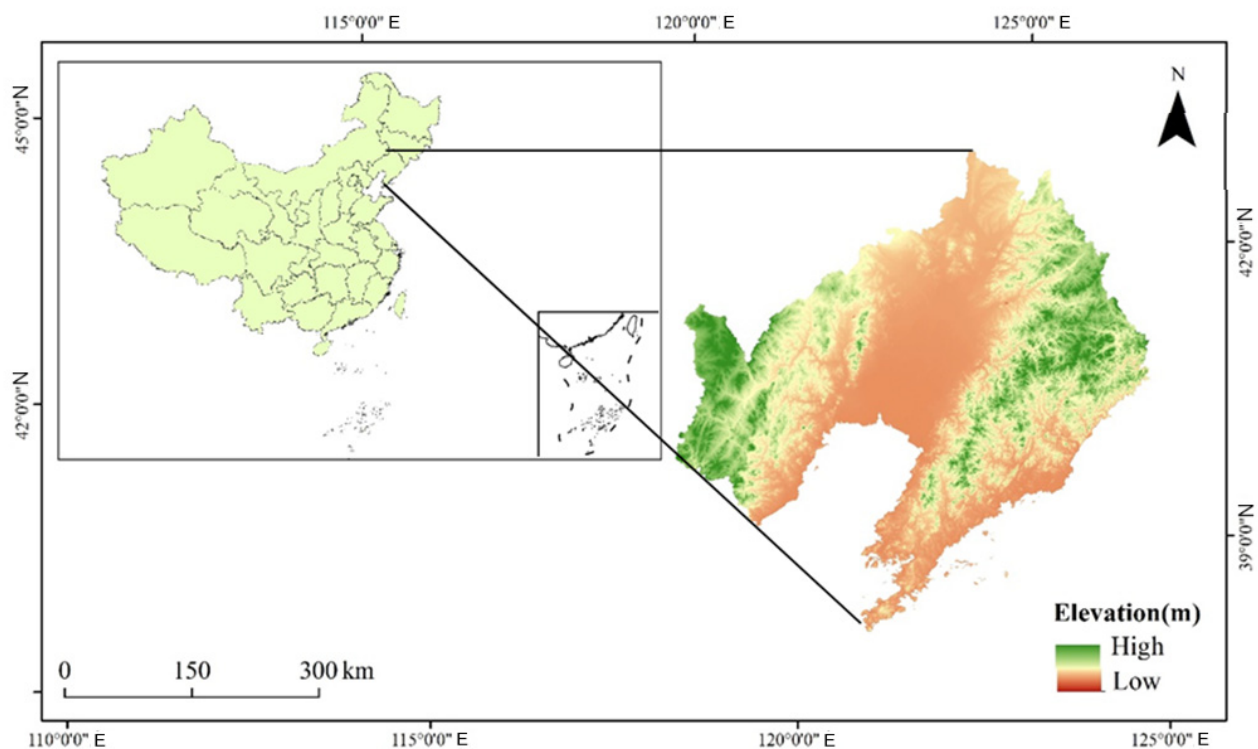 115°0'0" E 120°0'0" E 125°0'0" E
N
45°0'0"N
42°0'0"N
42°0'0"N
39°0'0"N
Elevation(m)
High
Low
0 150 300 km
110°0'0" E 115°0'0" E 120°0'0" E 125°0'0" E